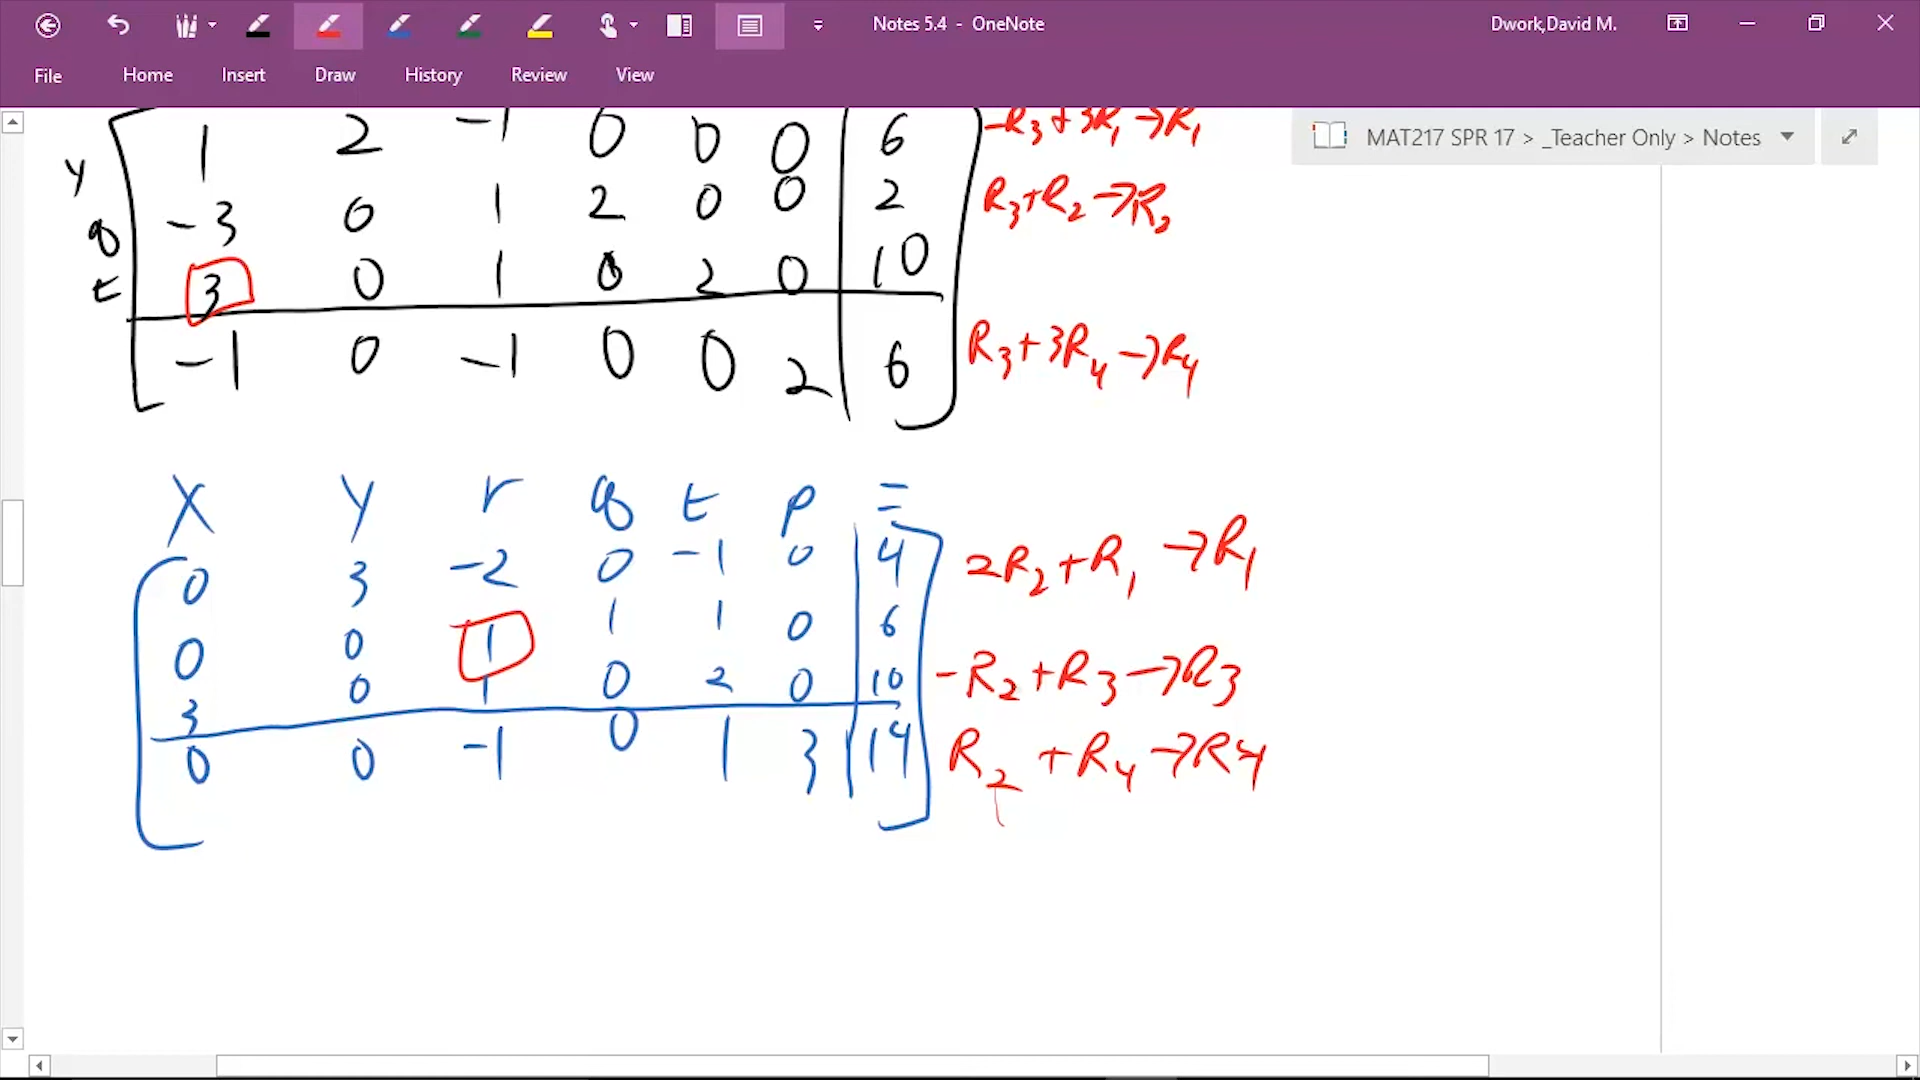 Notes 5.4 - OneNote
Dwork,David M.
File Home Insert Draw History Review View
MAT217 SPR 17 > _Teacher Only > Notes
y 1 2 -1 0 0 0 6 -R3+3R1→R1
q -3 0 1 2 0 0 2 R3+R2→R2
t 3 0 1 0 2 0 10
-1 0 -1 0 0 2 6 R3+3R4→R4
X y r q t p =
0 3 -2 0 -1 0 4 2R2+R1→R1
0 0 1 1 1 0 6
3 0 1 0 2 0 10 -R2+R3→R3
0 0 -1 0 1 3 14 R2+R4→R4